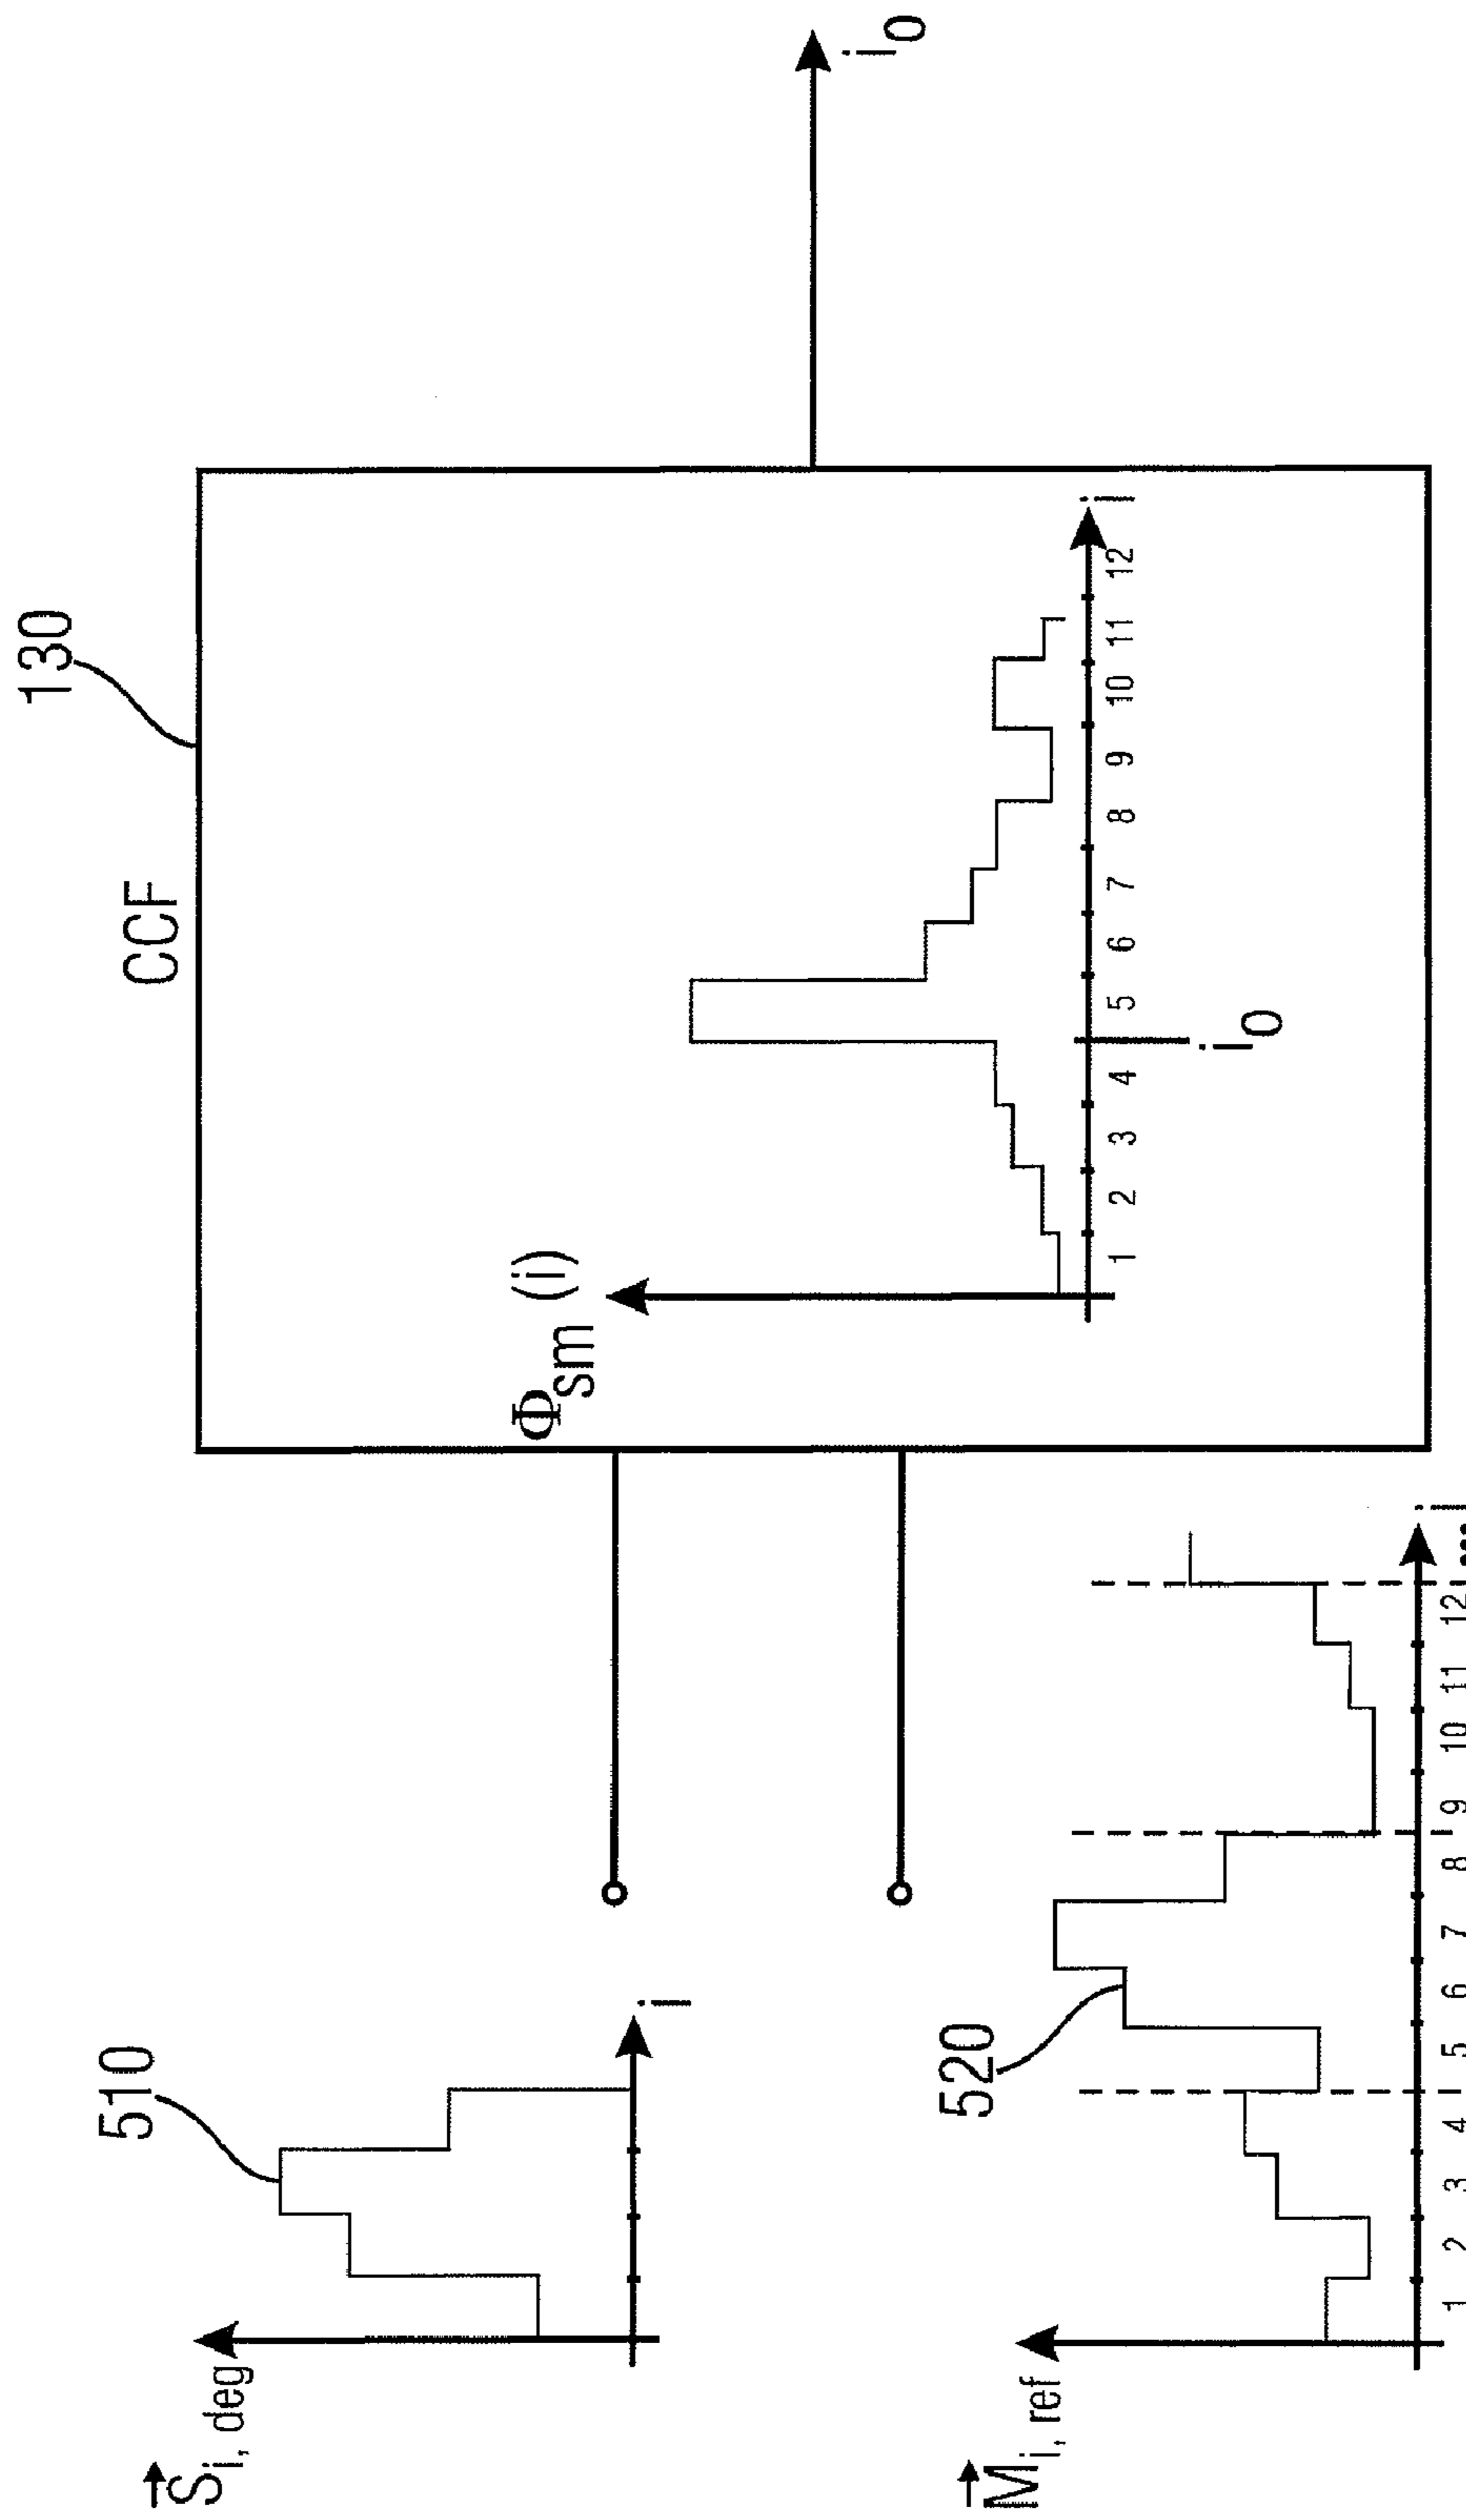 S i, deg
510
i
M i, ref
520
1 2 3 4 5 6 7 8 9 10 11 12 ...
i
130
CCF
Φsm (i)
1 2 3 4 5 6 7 8 9 10 11 12
i
i0
i0